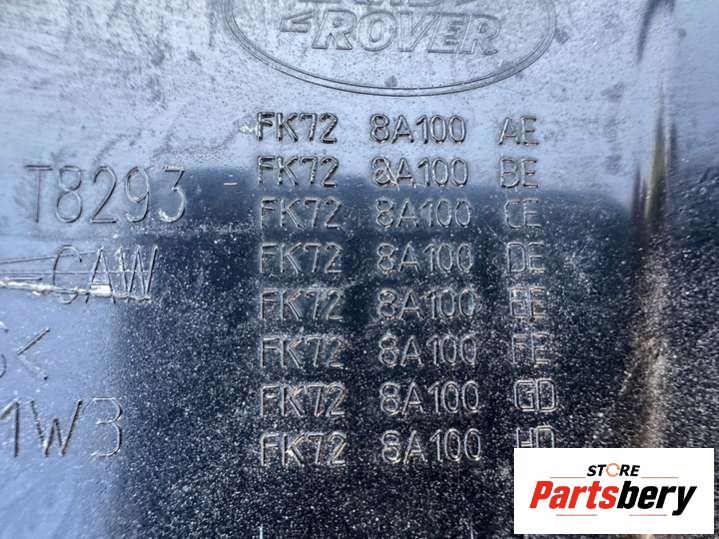 ROVER
FK72 8A100 AE
FK72 8A100 BE
T8293
FK72 8A100 CE
FK72 8A100 DE
CAW
FK72 8A100 EE
FK72 8A100 FE
FK72 8A100 GD
1W3
FK72 8A100 HD
STORE
Partsbery